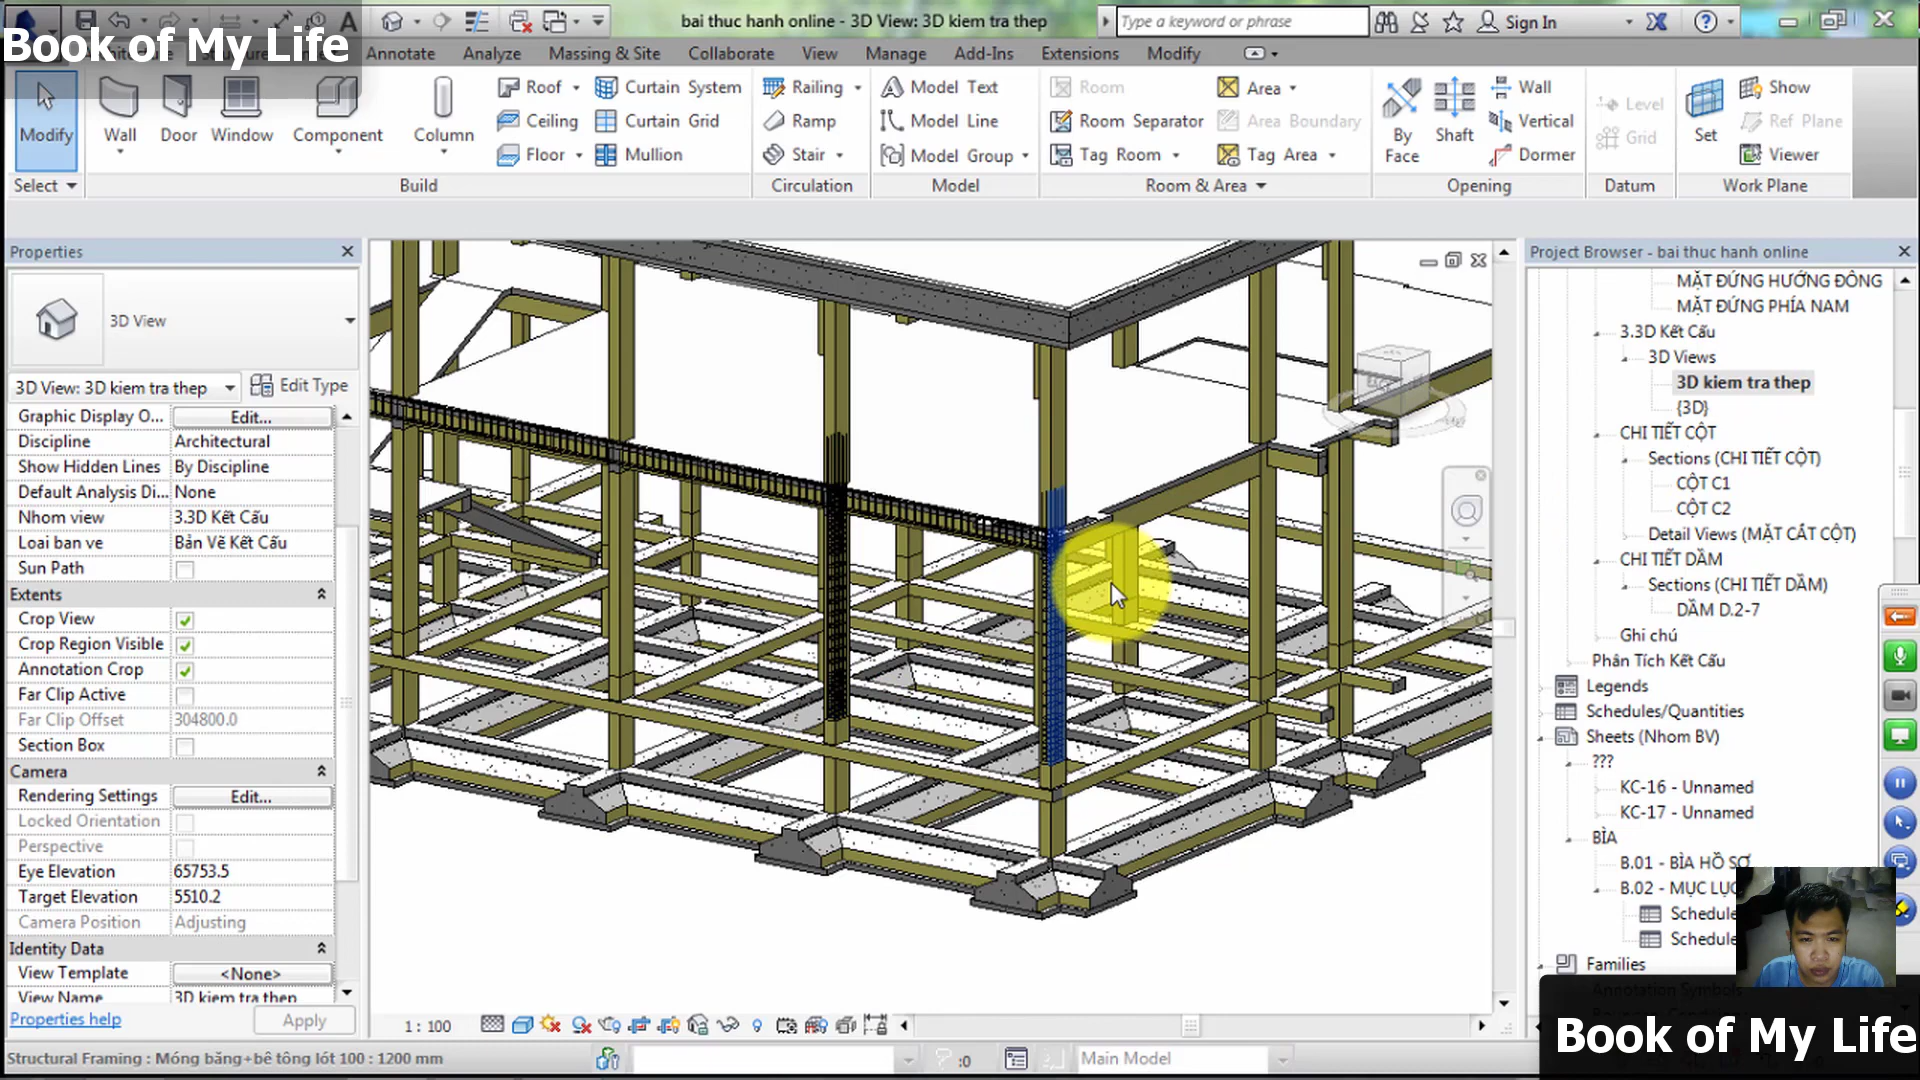 bai thuc hanh online - 3D View: 3D kiem tra thep
Type a keyword or phrase
Sign In
Book of My Life
Annotate Analyze Massing & Site Collaborate View Manage Add-Ins Extensions Modify
Modify
Wall
Door
Window
Component
Column
Roof
Ceiling
Floor
Curtain System
Curtain Grid
Mullion
Railing
Ramp
Stair
Model Text
Model Line
Model Group
Room
Room Separator
Tag Room
Area
Area Boundary
Tag Area
By Face
Shaft
Wall
Vertical
Dormer
Level
Grid
Set
Show
Ref Plane
Viewer
Select
Build
Circulation
Model
Room & Area
Opening
Datum
Work Plane
Properties
3D View
3D View: 3D kiem tra thep
Edit Type
Graphic Display O... Edit...
Discipline Architectural
Show Hidden Lines By Discipline
Default Analysis Di... None
Nhom view 3.3D Kết Cấu
Loai ban ve Bản Vẽ Kết Cấu
Sun Path
Extents
Crop View
Crop Region Visible
Annotation Crop
Far Clip Active
Far Clip Offset 304800.0
Section Box
Camera
Rendering Settings Edit...
Locked Orientation
Perspective
Eye Elevation 65753.5
Target Elevation 5510.2
Camera Position Adjusting
Identity Data
View Template <None>
View Name 3D kiem tra thep
Properties help
Apply
1 : 100
Structural Framing : Móng băng+bê tông lót 100 : 1200 mm
:0
Main Model
Project Browser - bai thuc hanh online
MẶT ĐỨNG HƯỚNG ĐÔNG
MẶT ĐỨNG PHÍA NAM
3.3D Kết Cấu
3D Views
3D kiem tra thep
{3D}
CHI TIẾT CỘT
Sections (CHI TIẾT CỘT)
CỘT C1
CỘT C2
Detail Views (MẶT CẮT CỘT)
CHI TIẾT DẦM
Sections (CHI TIẾT DẦM)
DẦM D.2-7
Ghi chú
Phân Tích Kết Cấu
Legends
Schedules/Quantities
Sheets (Nhom BV)
???
KC-16 - Unnamed
KC-17 - Unnamed
BÌA
B.01 - BÌA HỒ SƠ
B.02 - MỤC LỤC
Schedule
Schedule
Families
Annotation Symbols
Book of My Life